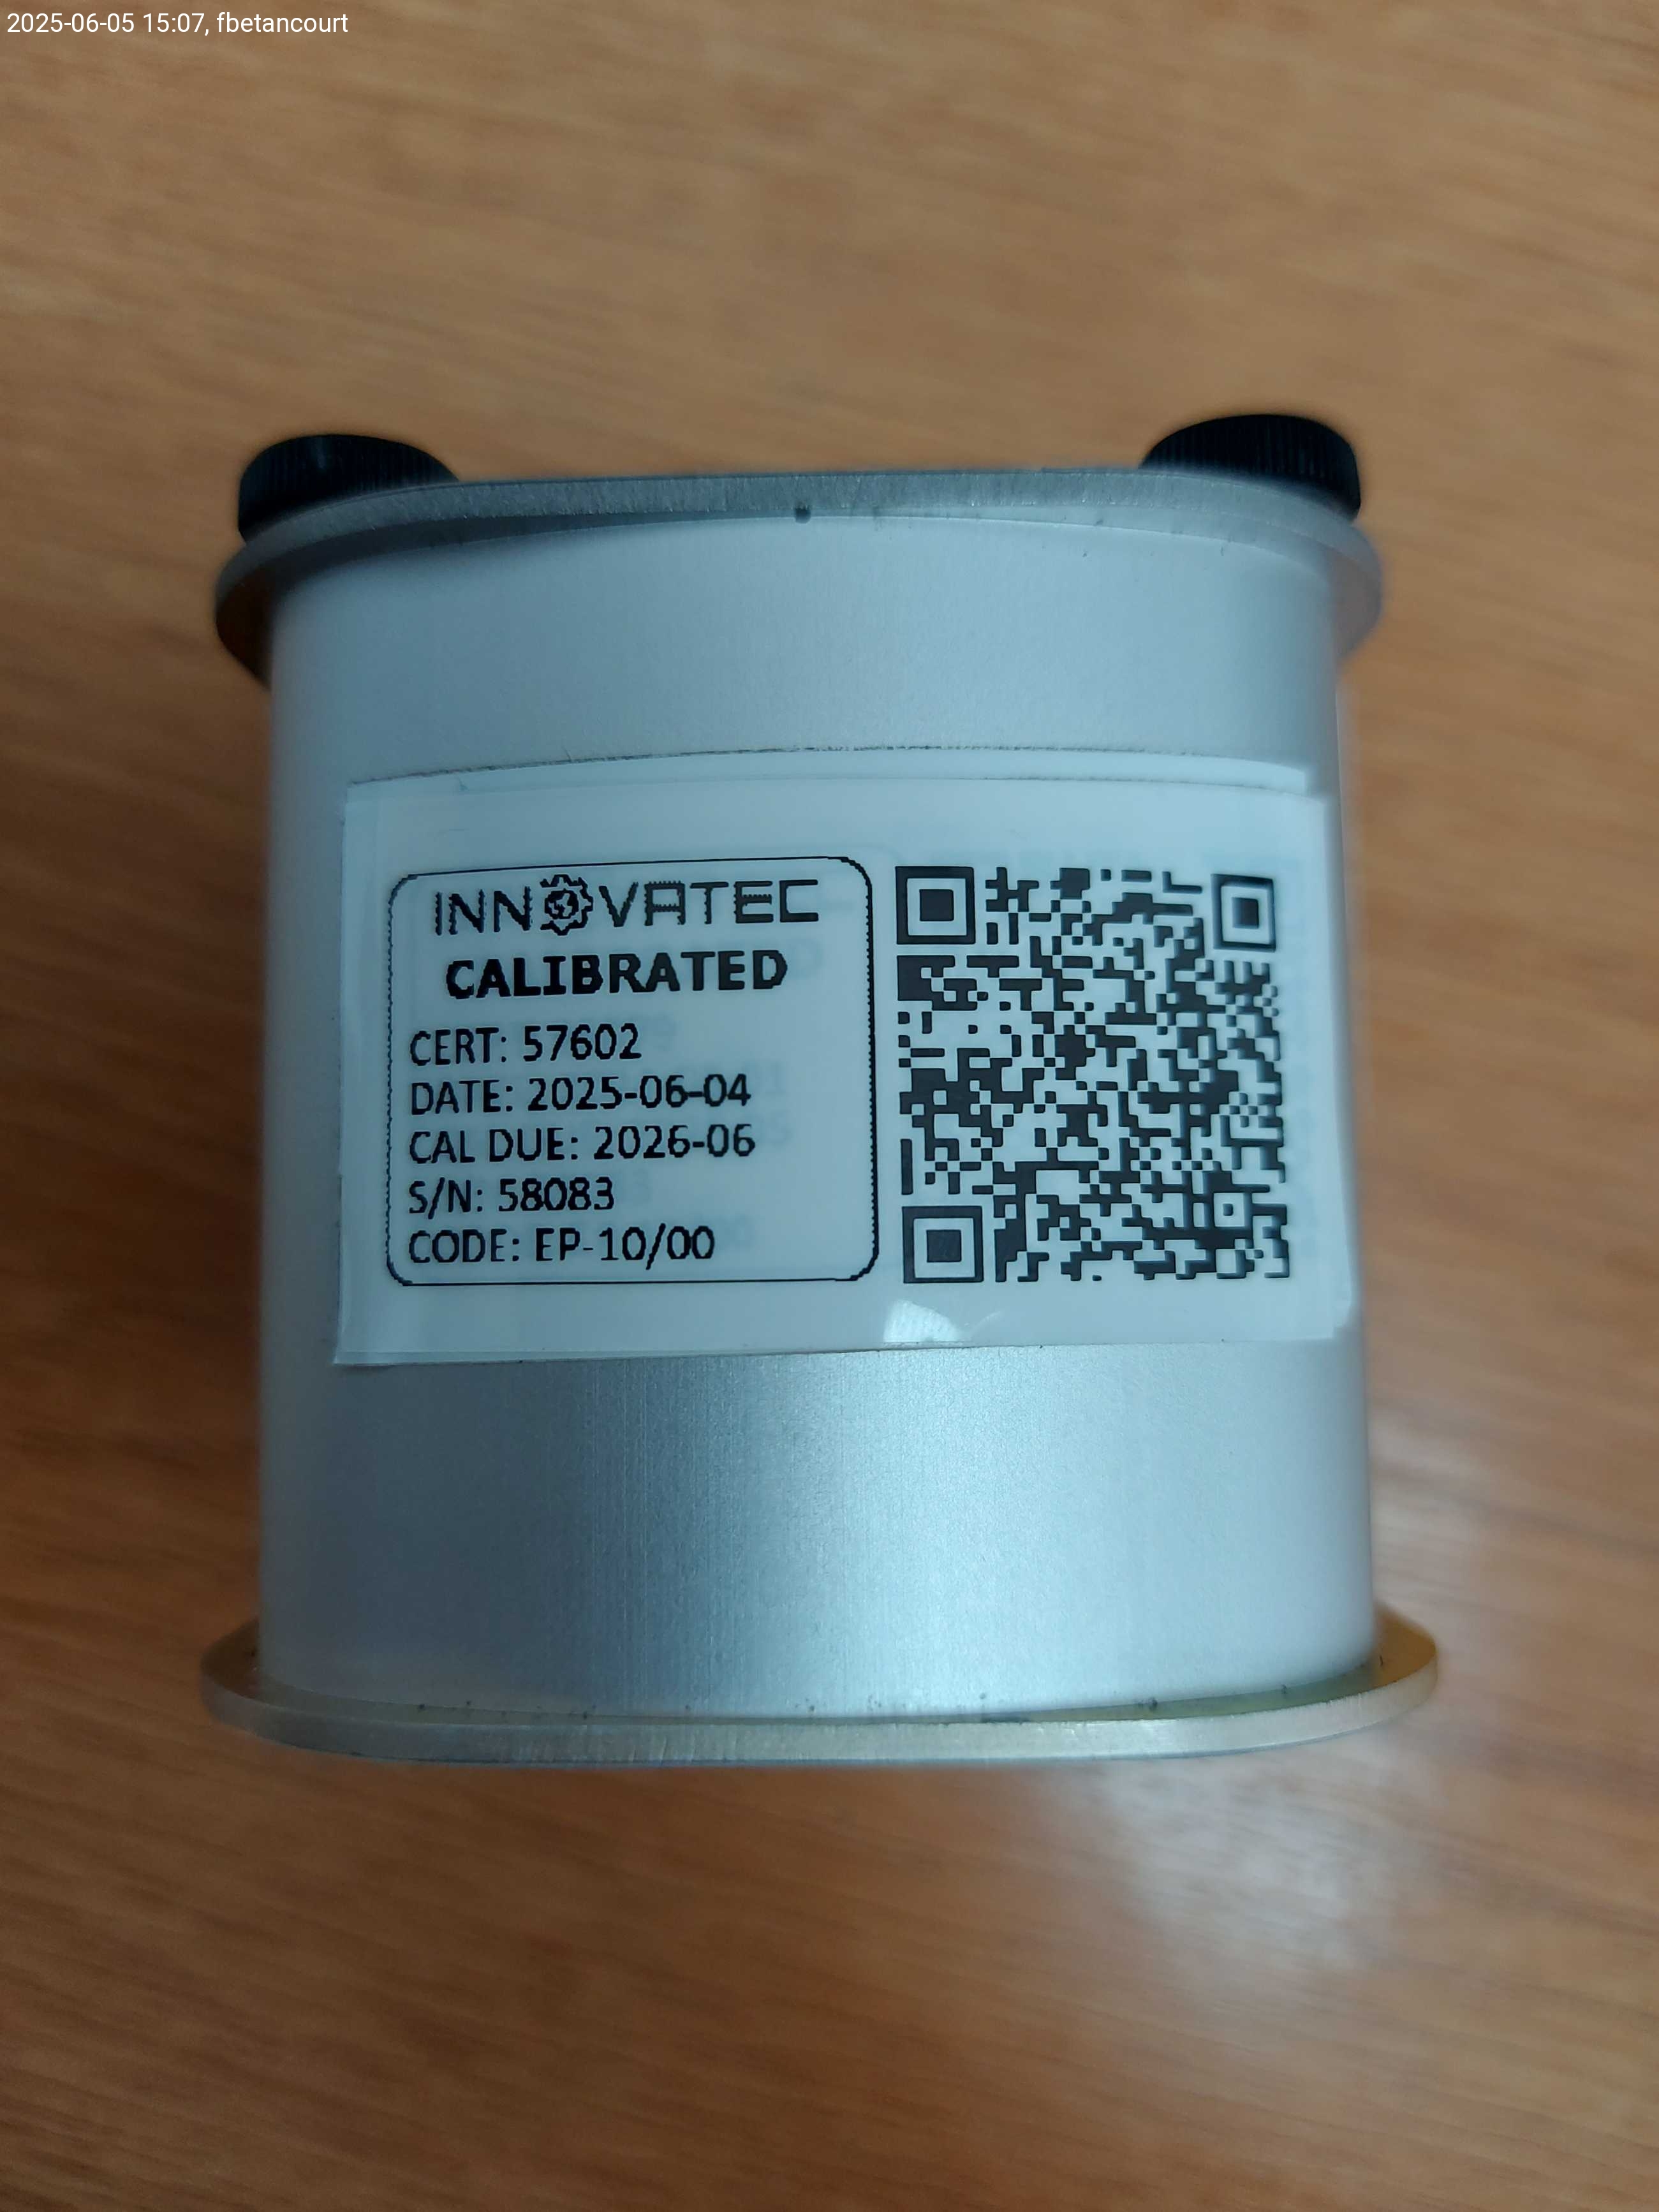 2025-06-05 15:07, fbetancourt
INNOVATEC
CALIBRATED
CERT: 57602
DATE: 2025-06-04
CAL DUE: 2026-06
S/N: 58083
CODE: EP-10/00